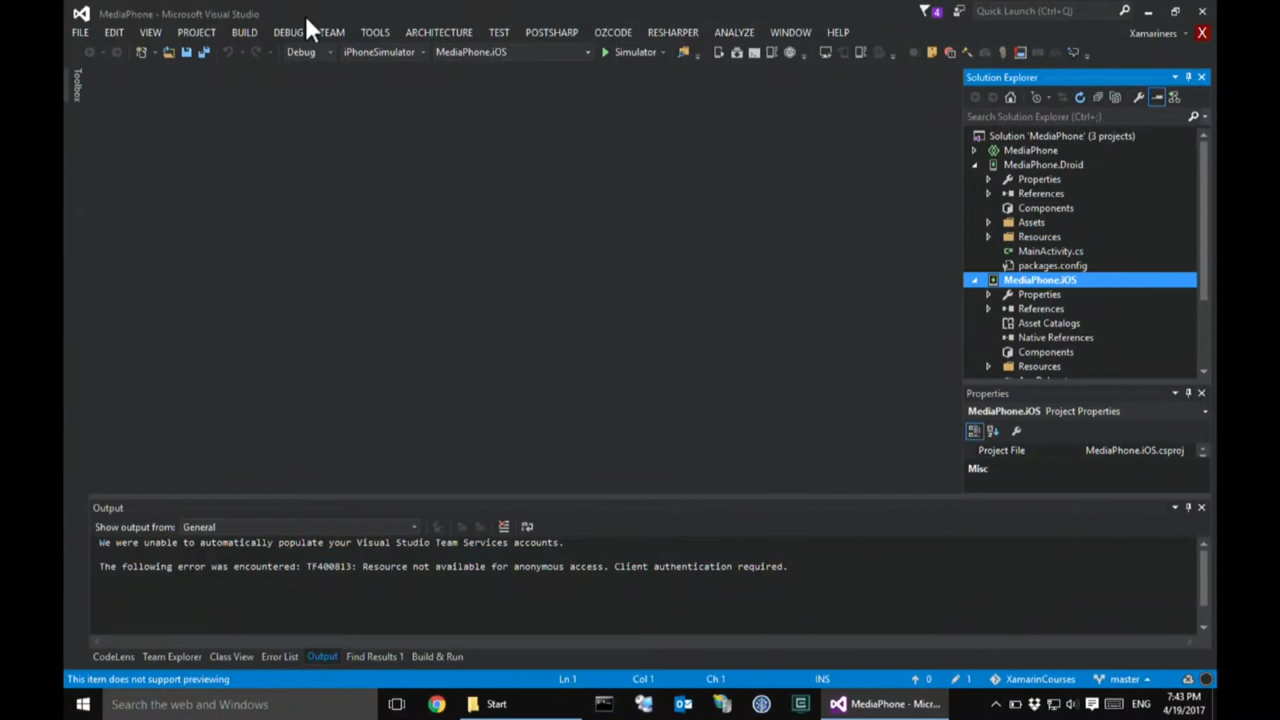 MediaPhone - Microsoft Visual Studio
4
Quick Launch (Ctrl+Q)
FILE EDIT VIEW PROJECT BUILD DEBUG TEAM TOOLS ARCHITECTURE TEST POSTSHARP OZCODE RESHARPER ANALYZE WINDOW HELP
Xamariners X
Debug iPhoneSimulator MediaPhone.iOS Simulator
Toolbox
Solution Explorer
Search Solution Explorer (Ctrl+;)
Solution 'MediaPhone' (3 projects)
MediaPhone
MediaPhone.Droid
Properties
References
Components
Assets
Resources
MainActivity.cs
packages.config
MediaPhone.iOS
Properties
References
Asset Catalogs
Native References
Components
Resources
Properties
MediaPhone.iOS Project Properties
Project File MediaPhone.iOS.csproj
Misc
Output
Show output from: General
We were unable to automatically populate your Visual Studio Team Services accounts.
The following error was encountered: TF400813: Resource not available for anonymous access. Client authentication required.
CodeLens Team Explorer Class View Error List Output Find Results 1 Build & Run
This item does not support previewing Ln 1 Col 1 Ch 1 INS 0 1 XamarinCourses master
Search the web and Windows Start MediaPhone - Micr... ENG 7:43 PM
4/19/2017